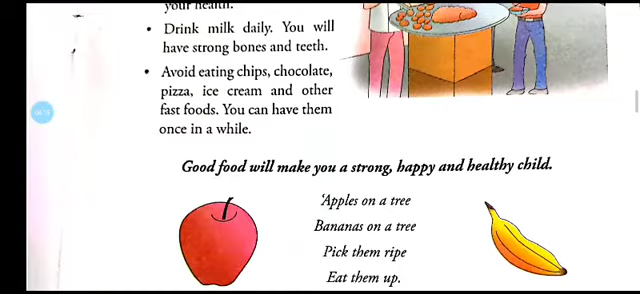 your health.
• Drink milk daily. You will
have strong bones and teeth.
• Avoid eating chips, chocolate,
pizza, ice cream and other
fast foods. You can have them
once in a while.
Good food will make you a strong, happy and healthy child.
'Apples on a tree
Bananas on a tree
Pick them ripe
Eat them up.